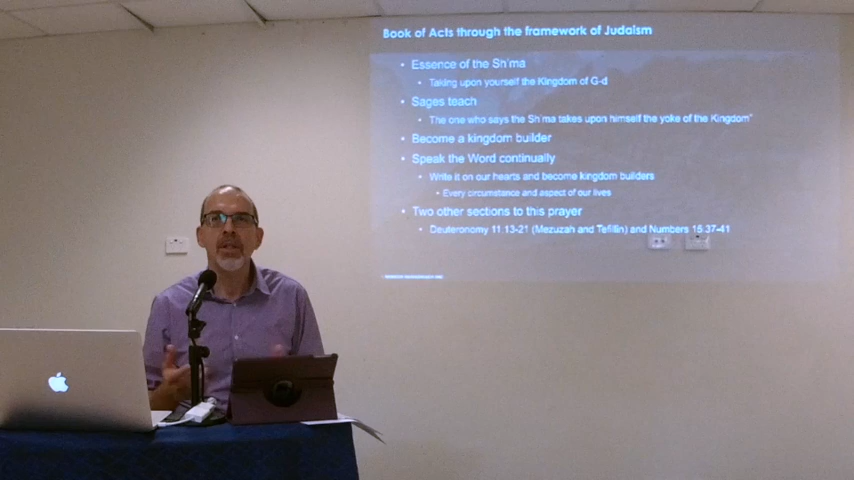 Book of Acts through the framework of Judaism
• Essence of the Sh'ma
• Taking upon yourself the Kingdom of G-d
• Sages teach
• The one who says the Sh'ma takes upon himself the yoke of the Kingdom"
• Become a kingdom builder
• Speak the Word continually
• Write it on our hearts and become kingdom builders
• Every circumstance and aspect of our lives
• Two other sections to this prayer
• Deuteronomy 11.13-21 (Mezuzah and Tefillin) and Numbers 15.37-41